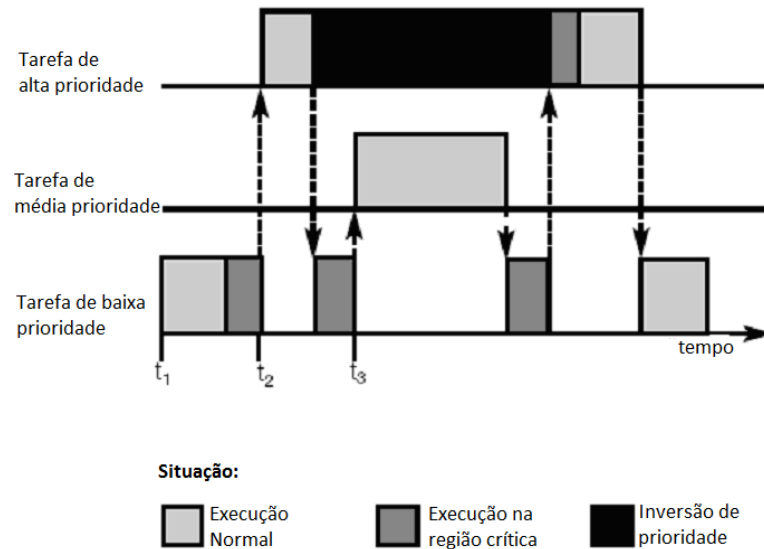 Tarefa de
alta prioridade
Tarefa de
média prioridade
Tarefa de baixa
prioridade
tempo
t1
t2
t3
Situação:
Execução
Normal
Execução na
região crítica
Inversão de
prioridade